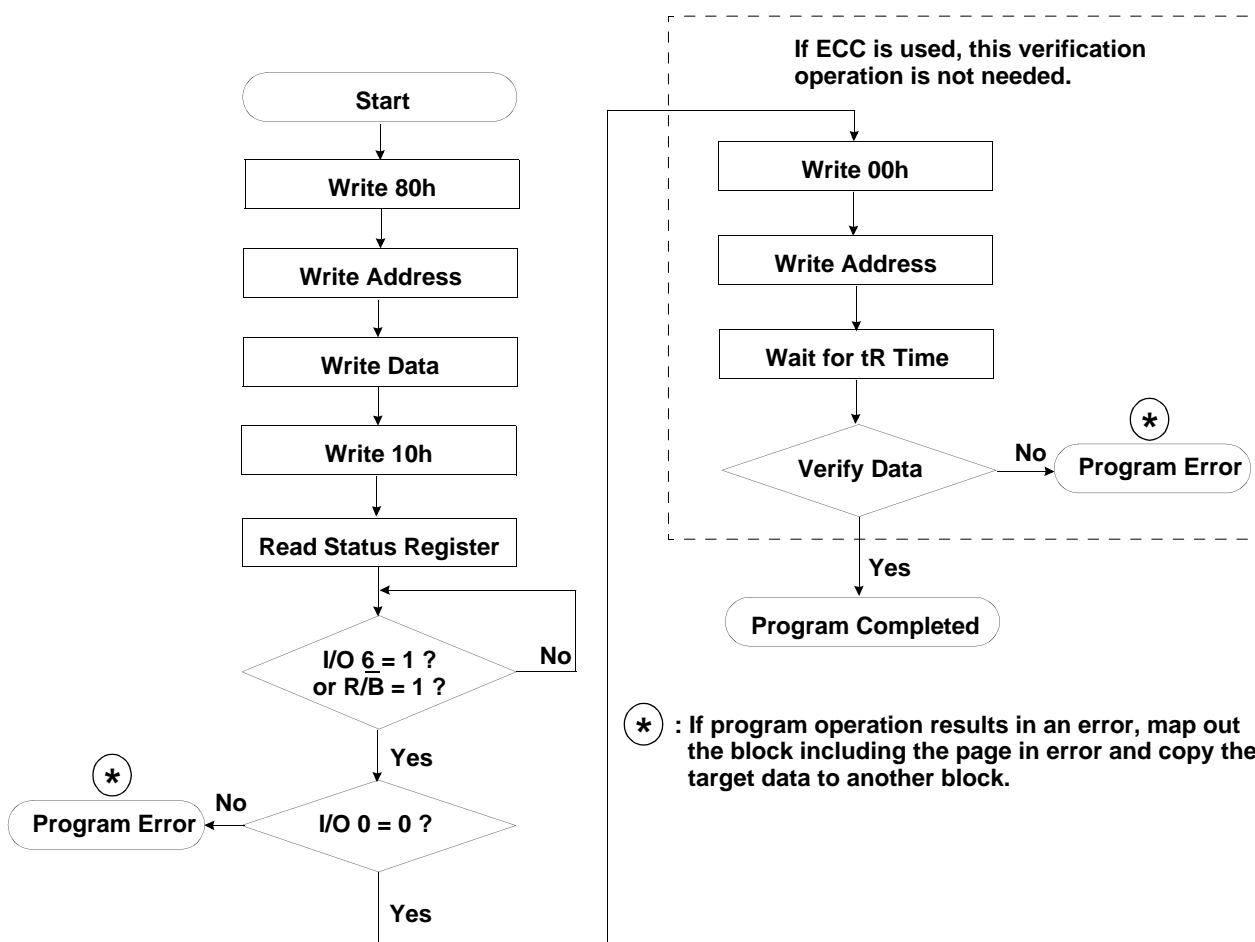 Start
Write 80h
Write Address
Write Data
Write 10h
Read Status Register
I/O 6 = 1 ?
or R/B̅ = 1 ?
No
Yes
*
No
Program Error
I/O 0 = 0 ?
Yes
If ECC is used, this verification
operation is not needed.
Write 00h
Write Address
Wait for tR Time
*
Verify Data
No
Program Error
Yes
Program Completed
* : If program operation results in an error, map out
the block including the page in error and copy the
target data to another block.